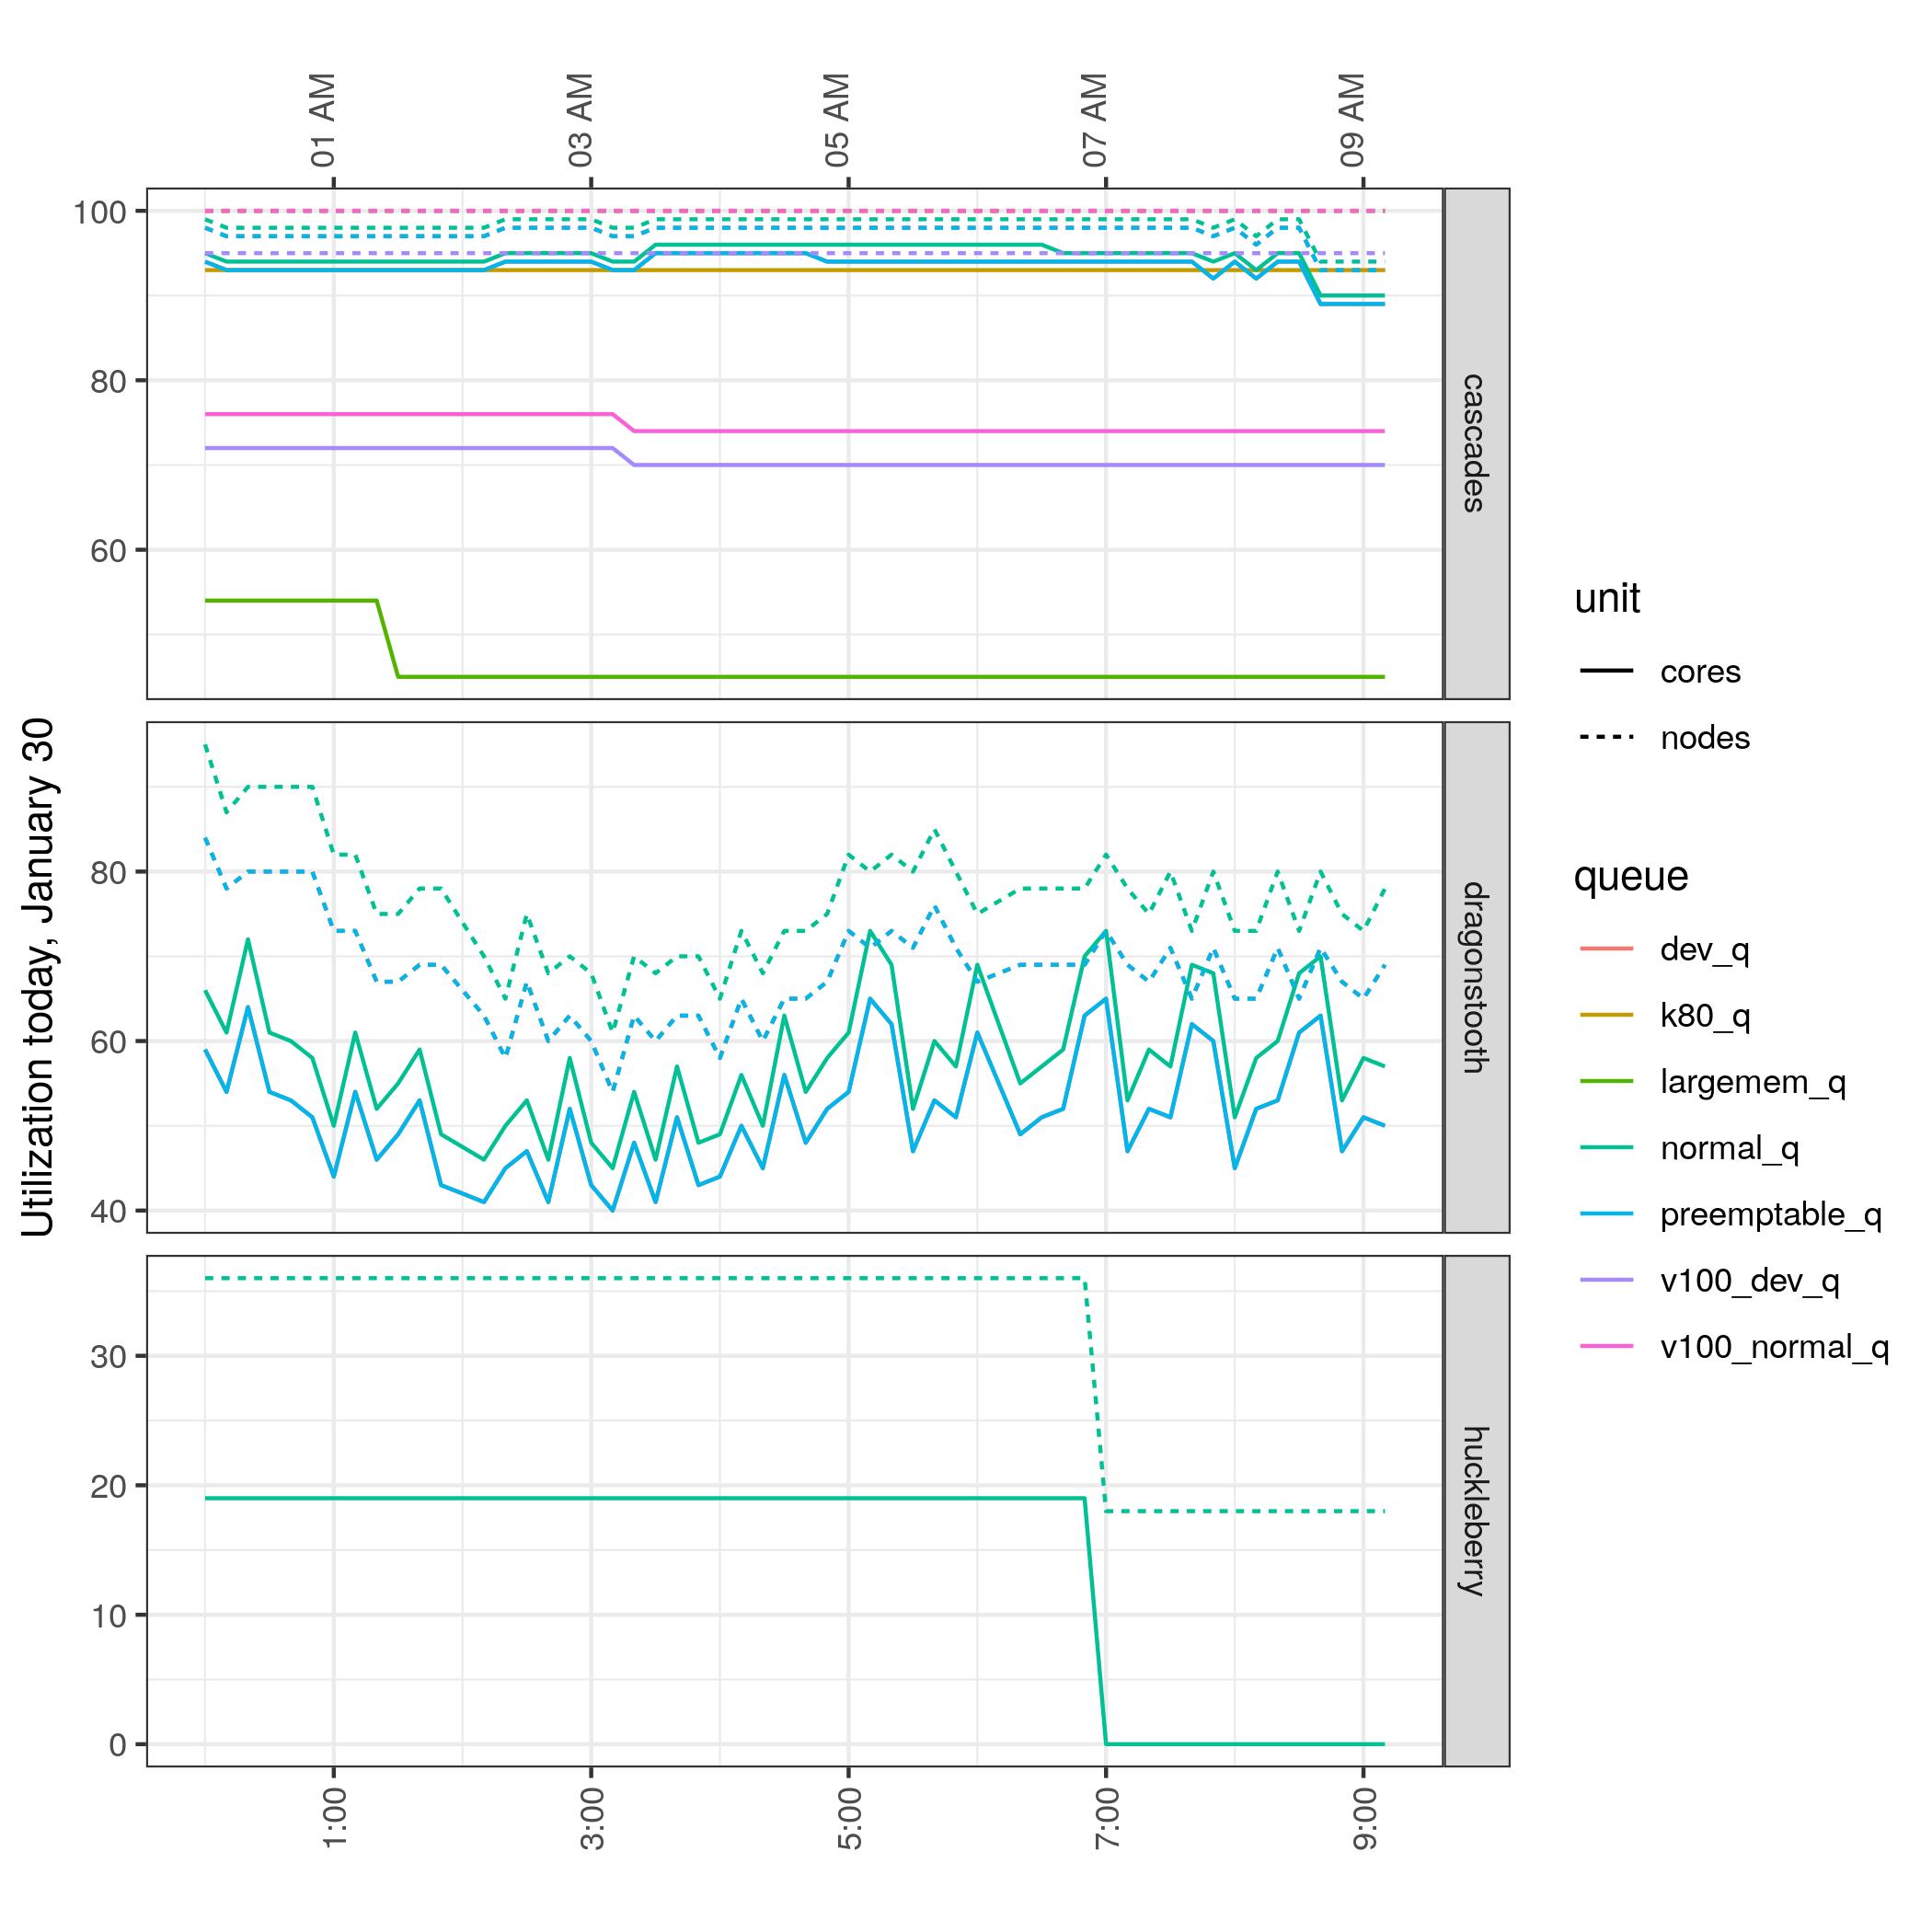 01 AM
03 AM
05 AM
07 AM
09 AM
Utilization today, January 30
100
80
60
cascades
80
60
40
dragonstooth
30
20
10
0
huckleberry
1:00
3:00
5:00
7:00
9:00
unit
cores
nodes
queue
dev_q
k80_q
largemem_q
normal_q
preemptable_q
v100_dev_q
v100_normal_q